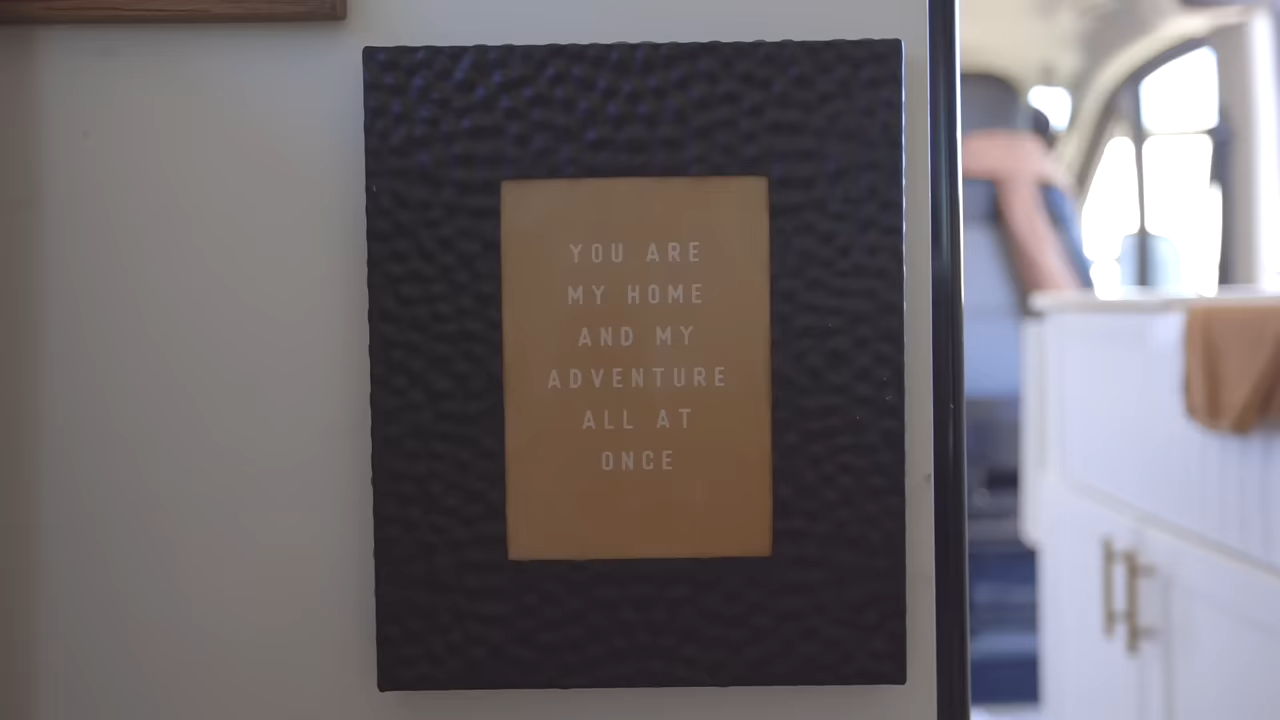 YOU ARE
MY HOME
AND MY
ADVENTURE
ALL AT
ONCE